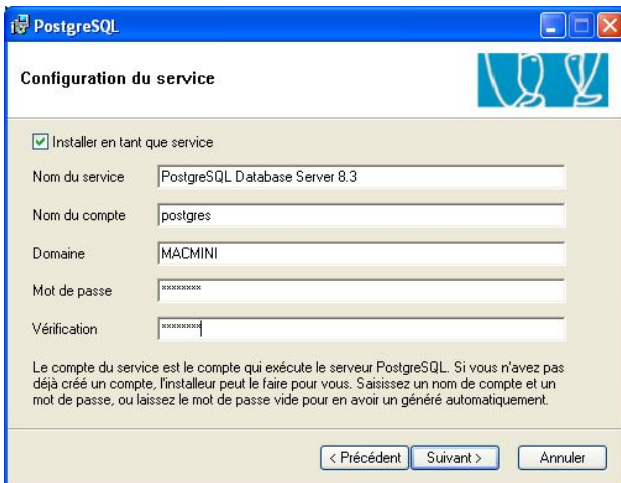 PostgreSQL
Configuration du service
Installer en tant que service
Nom du service PostgreSQL Database Server 8.3
Nom du compte postgres
Domaine MACMINI
Mot de passe xxxxxxxx
Vérification xxxxxxxx
Le compte du service est le compte qui exécute le serveur PostgreSQL. Si vous n'avez pas
déjà créé un compte, l'installeur peut le faire pour vous. Saisissez un nom de compte et un
mot de passe, ou laissez le mot de passe vide pour en avoir un généré automatiquement.
< Précédent Suivant > Annuler